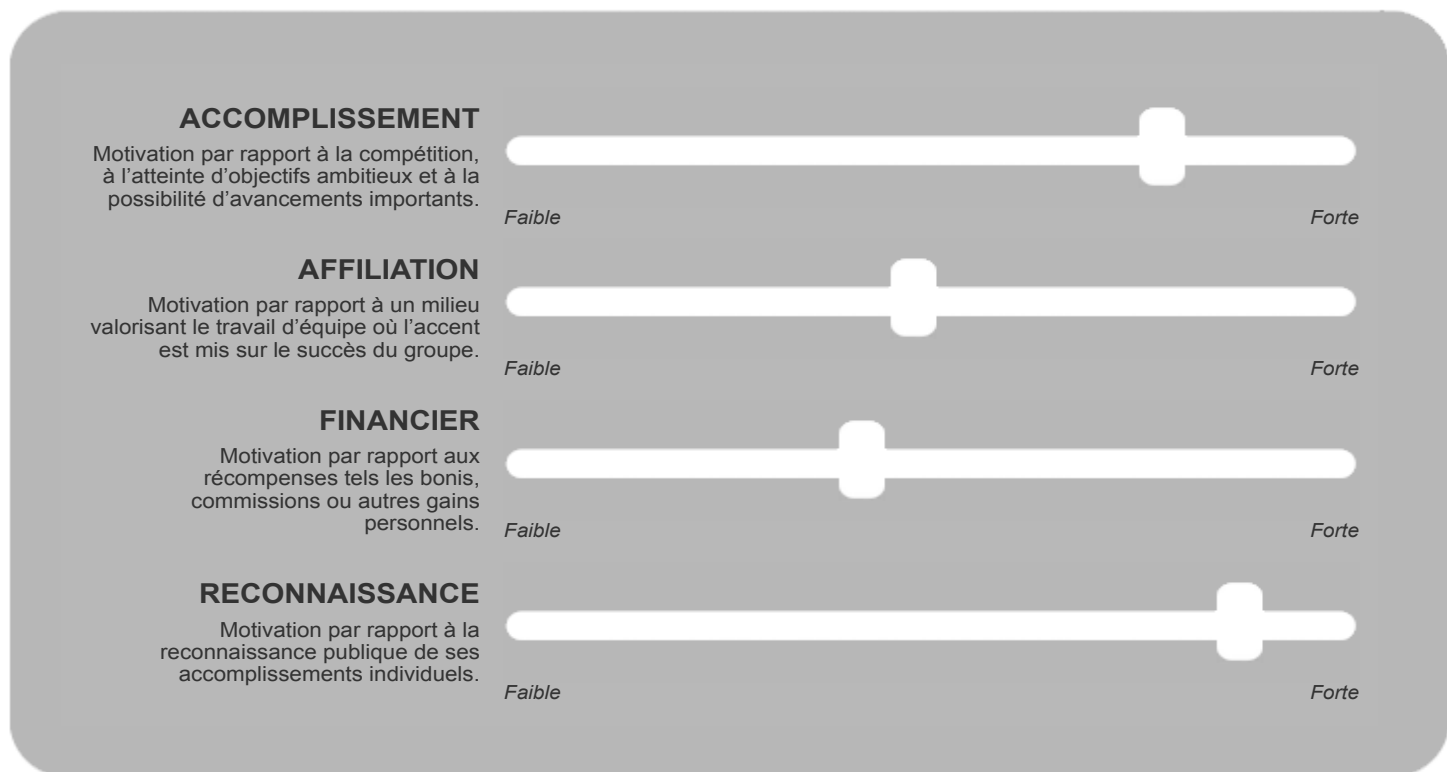 ACCOMPLISSEMENT
Motivation par rapport à la compétition,
à l’atteinte d’objectifs ambitieux et à la
possibilité d’avancements importants.
Faible
Forte
AFFILIATION
Motivation par rapport à un milieu
valorisant le travail d’équipe où l’accent
est mis sur le succès du groupe.
Faible
Forte
FINANCIER
Motivation par rapport aux
récompenses tels les bonis,
commissions ou autres gains
personnels.
Faible
Forte
RECONNAISSANCE
Motivation par rapport à la
reconnaissance publique de ses
accomplissements individuels.
Faible
Forte